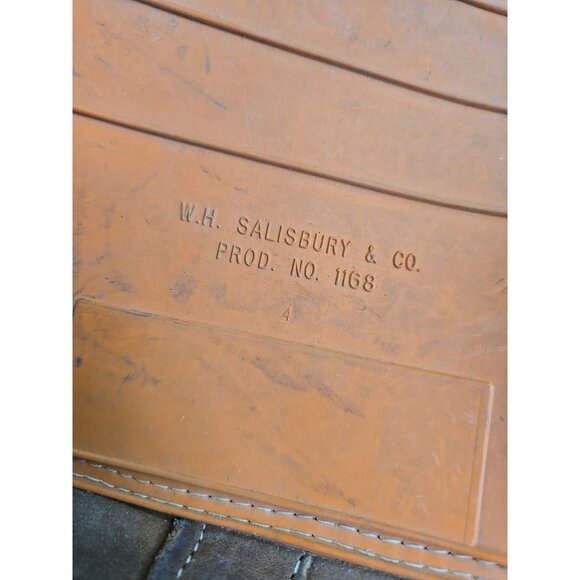 W.H. SALISBURY & CO.
PROD. NO. 1168
4